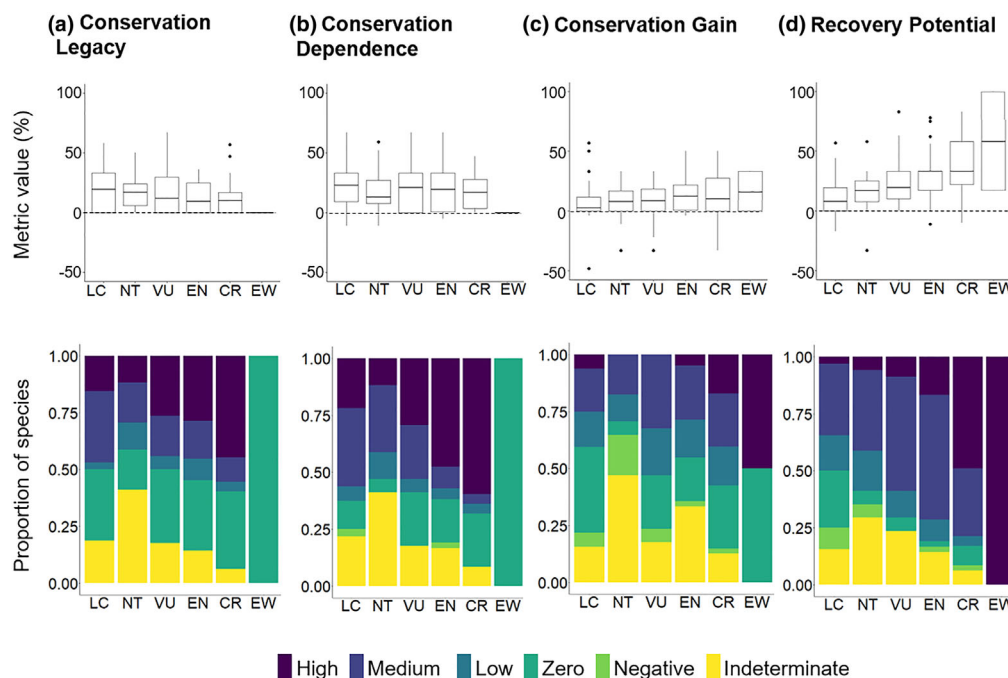 (a) Conservation
Legacy
(b) Conservation
Dependence
(c) Conservation Gain
(d) Recovery Potential
Metric value (%)
100
50
0
-50
LC NT VU EN CR EW
100
50
0
-50
LC NT VU EN CR EW
100
50
0
-50
LC NT VU EN CR EW
100
50
0
-50
LC NT VU EN CR EW
Proportion of species
1.00
0.75
0.50
0.25
0.00
LC NT VU EN CR EW
1.00
0.75
0.50
0.25
0.00
LC NT VU EN CR EW
1.00
0.75
0.50
0.25
0.00
LC NT VU EN CR EW
1.00
0.75
0.50
0.25
0.00
LC NT VU EN CR EW
High Medium Low Zero Negative Indeterminate